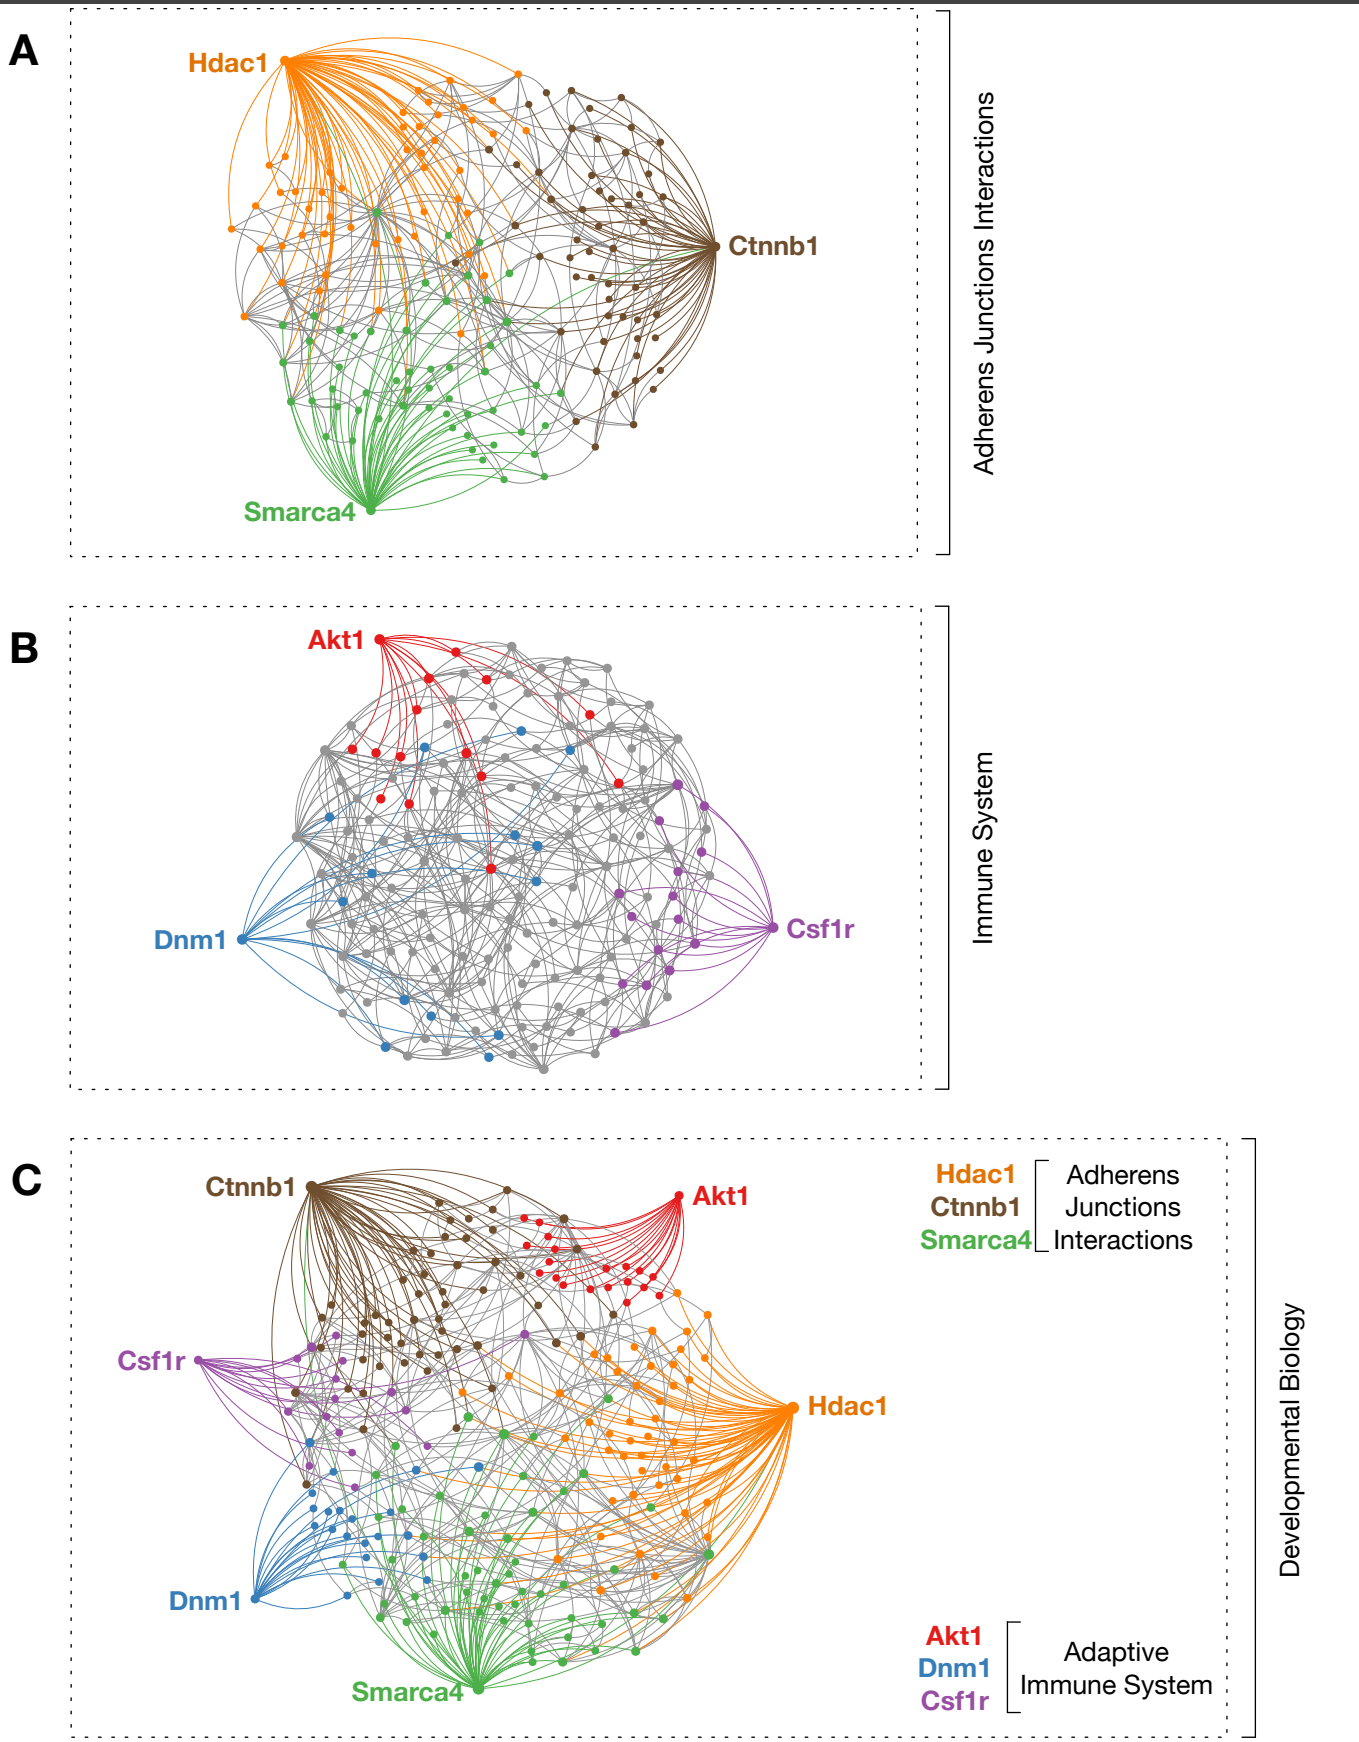 A
Hdac1
Ctnnb1
Smarca4
Adherens Junctions Interactions
B
Akt1
Dnm1
Csf1r
Immune System
C
Ctnnb1
Akt1
Csf1r
Hdac1
Dnm1
Smarca4
Hdac1
Ctnnb1
Smarca4
Adherens
Junctions
Interactions
Akt1
Dnm1
Csf1r
Adaptive
Immune System
Developmental Biology